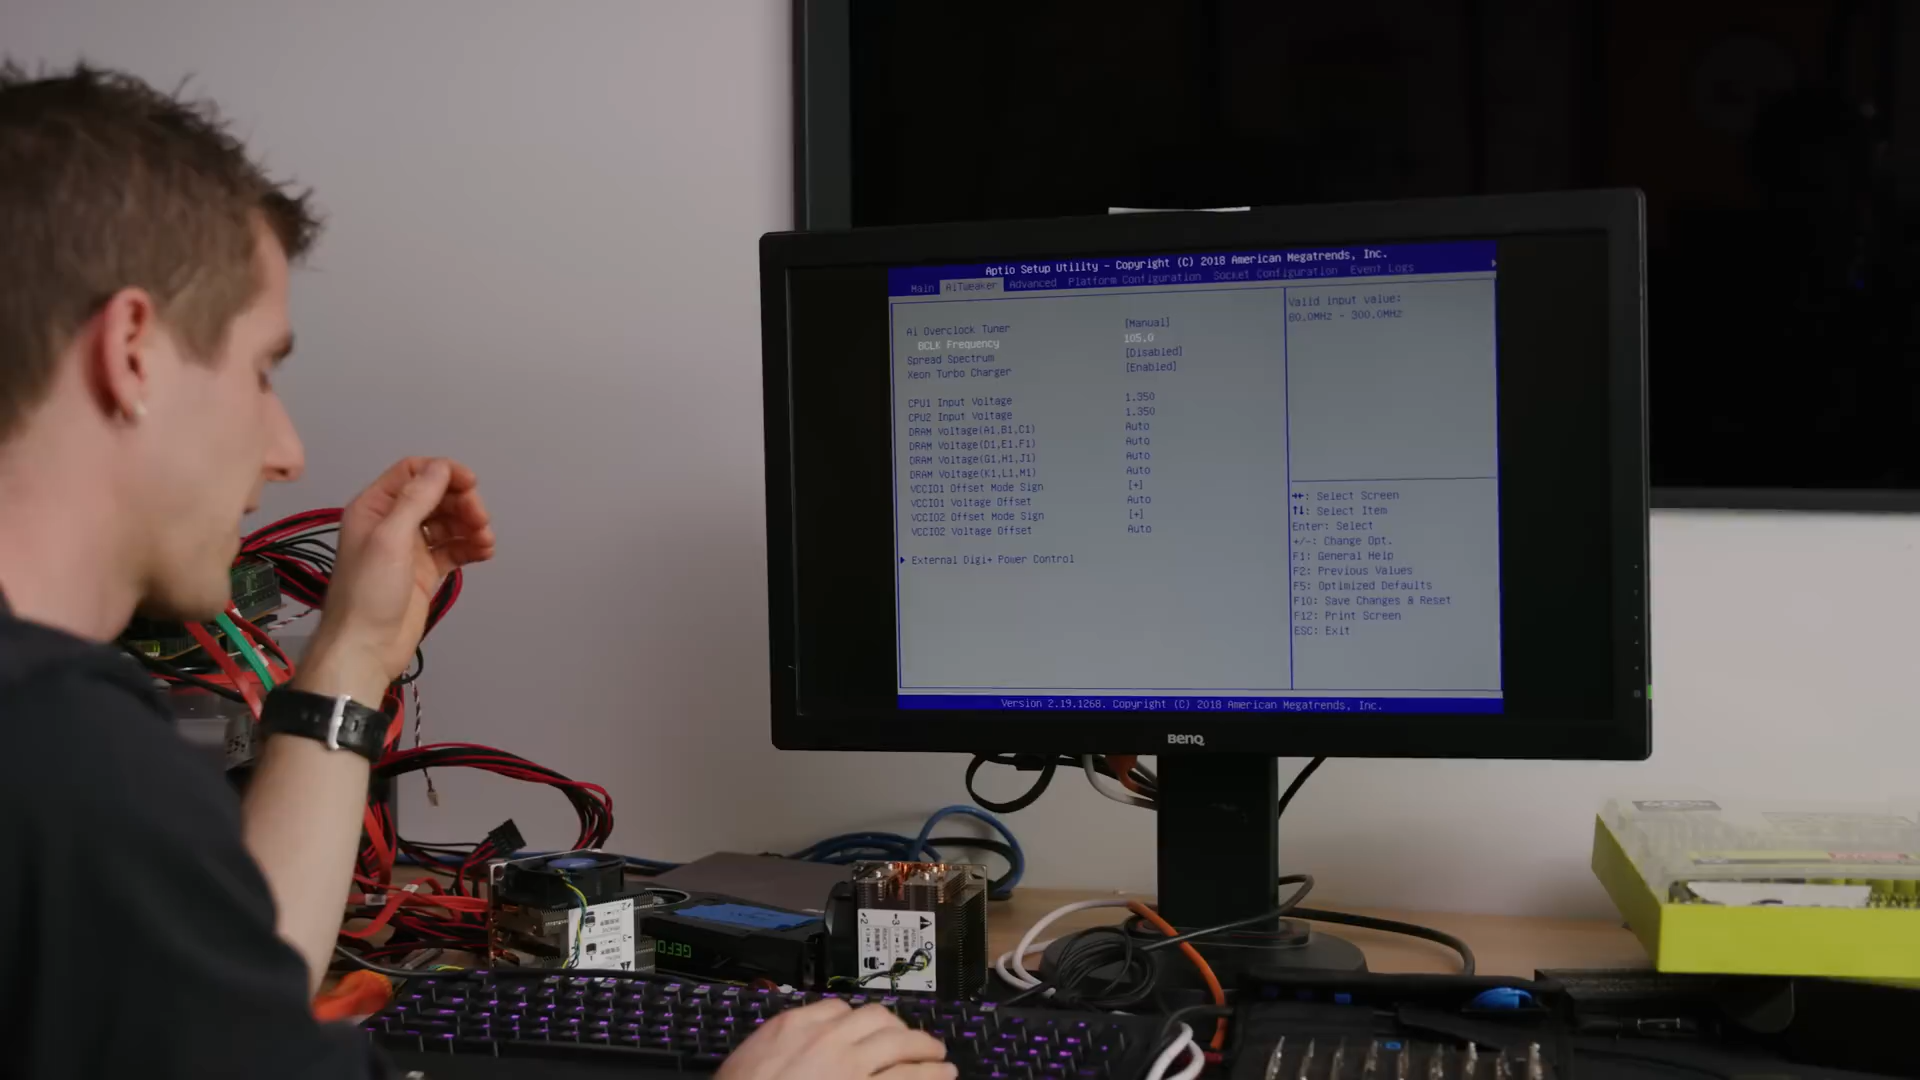 Aptio Setup Utility - Copyright (C) 2018 American Megatrends, Inc.
Main AiTweaker Advanced Platform Configuration Socket Configuration Event Logs
Ai Overclock Tuner [Manual]
BCLK Frequency 105.0
Spread Spectrum [Disabled]
Xeon Turbo Charger [Enabled]
CPU1 Input Voltage 1.350
CPU2 Input Voltage 1.350
DRAM Voltage(A1,B1,C1) Auto
DRAM Voltage(D1,E1,F1) Auto
DRAM Voltage(G1,H1,J1) Auto
DRAM Voltage(K1,L1,M1) Auto
VCCIO1 Offset Mode Sign [+]
VCCIO1 Voltage Offset Auto
VCCIO2 Offset Mode Sign [+]
VCCIO2 Voltage Offset Auto
External Digi+ Power Control
Valid input value:
80.0MHz - 300.0MHz
: Select Screen
↑↓: Select Item
Enter: Select
+/-: Change Opt.
F1: General Help
F2: Previous Values
F5: Optimized Defaults
F10: Save Changes & Reset
F12: Print Screen
ESC: Exit
Version 2.19.1268. Copyright (C) 2018 American Megatrends, Inc.
BenQ
GEFO